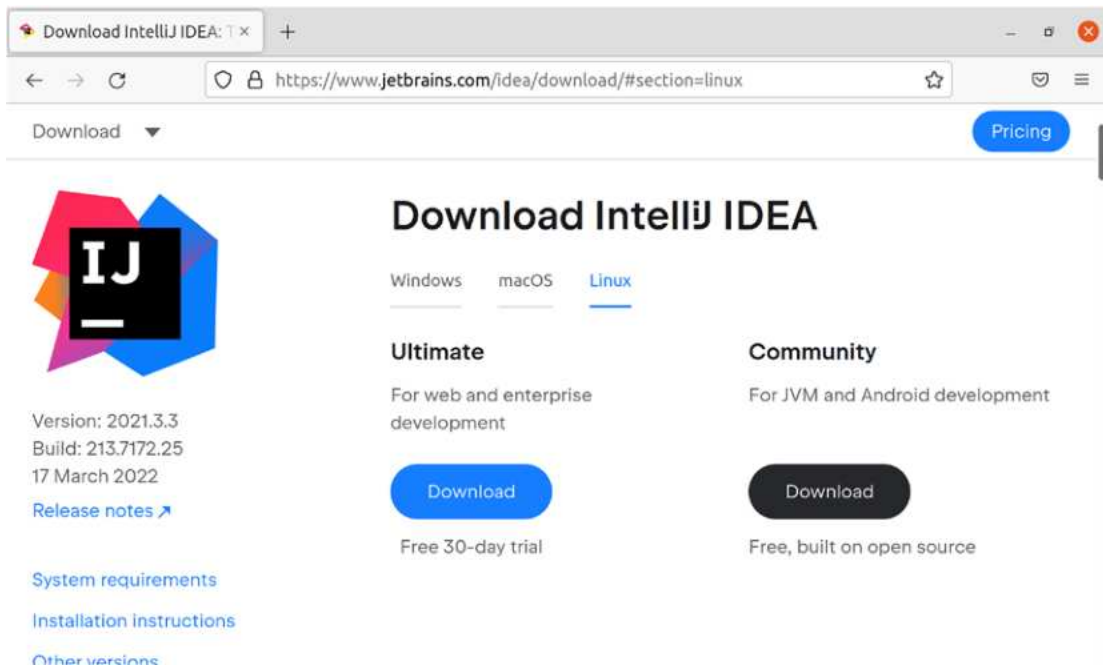 Download IntelliJ IDEA: T
https://www.jetbrains.com/idea/download/#section=linux
Download
Pricing
IJ
Download IntelliJ IDEA
Windows macOS Linux
Ultimate
Community
For web and enterprise
development
For JVM and Android development
Version: 2021.3.3
Build: 213.7172.25
17 March 2022
Release notes ↗
Download
Download
Free 30-day trial
Free, built on open source
System requirements
Installation instructions
Other versions